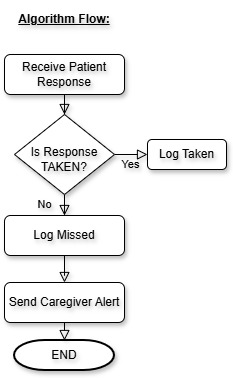 Algorithm Flow:
Receive Patient
Response
Is Response
TAKEN?
Yes
Log Taken
No
Log Missed
Send Caregiver Alert
END